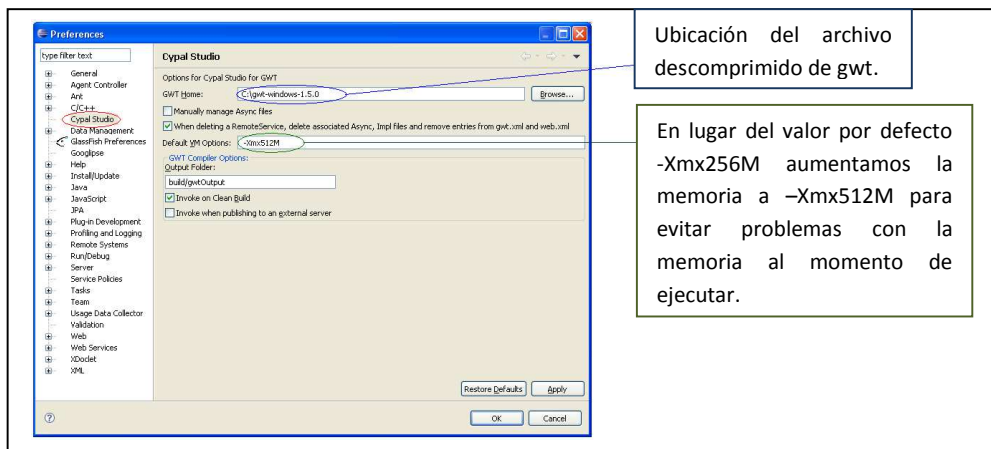 Preferences
type filter text
General
Agent Controller
Ant
C/C++
Cypal Studio
Data Management
GlassFish Preferences
Googlipse
Help
Install/Update
Java
JavaScript
JPA
Plug-in Development
Profiling and Logging
Remote Systems
Run/Debug
Server
Service Policies
Tasks
Team
Usage Data Collector
Validation
Web
Web Services
XDoclet
XML
Cypal Studio
Options for Cypal Studio for GWT
GWT Home: C:\gwt-windows-1.5.0 Browse...
Manually manage Async files
When deleting a RemoteService, delete associated Async, Impl files and remove entries from gwt.xml and web.xml
Default VM Options: -Xmx512M
GWT Compiler Options:
Output Folder:
build/gwtOutput
Invoke on Clean Build
Invoke when publishing to an external server
Restore Defaults Apply
OK Cancel
Ubicación del archivo
descomprimido de gwt.
En lugar del valor por defecto
-Xmx256M aumentamos la
memoria a –Xmx512M para
evitar problemas con la
memoria al momento de
ejecutar.